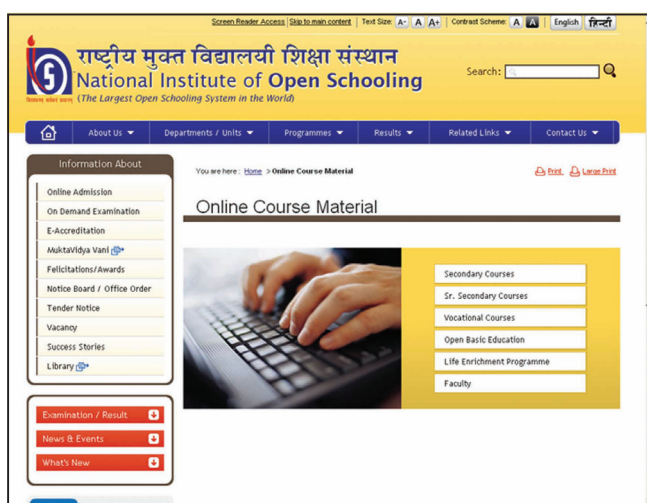 Screen Reader Access | Skip to main content | Text Size: A- A A+ | Contrast Scheme: A A English हिन्दी
राष्ट्रीय मुक्त विद्यालयी शिक्षा संस्थान
National Institute of Open Schooling
(The Largest Open Schooling System in the World)
Search:
About Us Departments / Units Programmes Results Related Links Contact Us
Information About
Online Admission
On Demand Examination
E-Accreditation
MuktaVidya Vani
Felicitations/Awards
Notice Board / Office Order
Tender Notice
Vacancy
Success Stories
Library
Examination / Result
News & Events
What's New
You are here : Home > Online Course Material
Print Large Print
Online Course Material
Secondary Courses
Sr. Secondary Courses
Vocational Courses
Open Basic Education
Life Enrichment Programme
Faculty